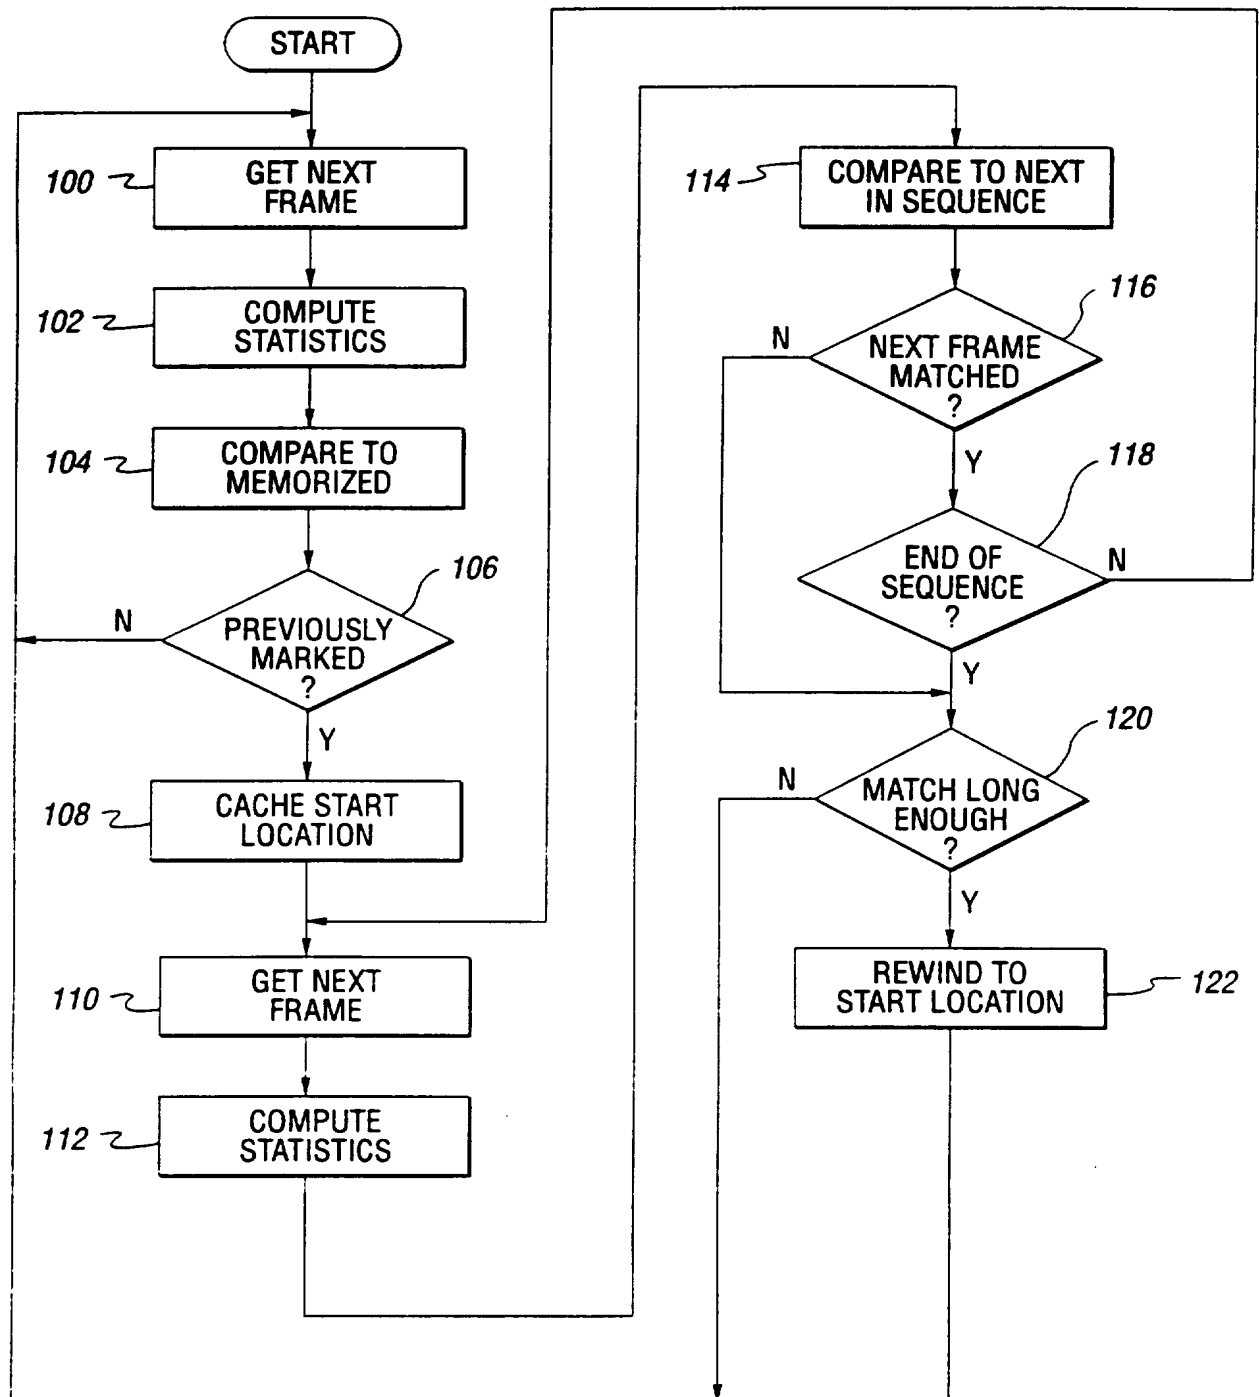 START
100
GET NEXT
FRAME
102
COMPUTE
STATISTICS
104
COMPARE TO
MEMORIZED
106
PREVIOUSLY
MARKED
?
N
Y
108
CACHE START
LOCATION
110
GET NEXT
FRAME
112
COMPUTE
STATISTICS
114
COMPARE TO NEXT
IN SEQUENCE
116
NEXT FRAME
MATCHED
?
N
Y
118
END OF
SEQUENCE
?
N
Y
120
MATCH LONG
ENOUGH
?
N
Y
REWIND TO
START LOCATION
122